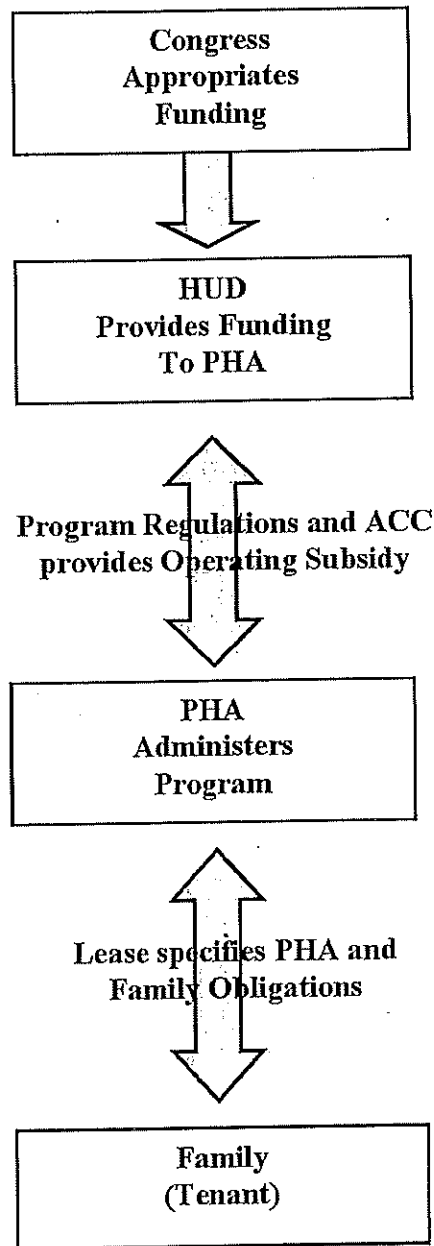 Congress
Appropriates
Funding
HUD
Provides Funding
To PHA
Program Regulations and ACC
provides Operating Subsidy
PHA
Administers
Program
Lease specifies PHA and
Family Obligations
Family
(Tenant)